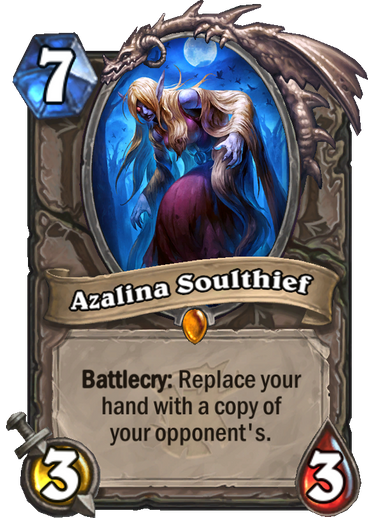 7
Azalina Soulthief
Battlecry: Replace your
hand with a copy of
your opponent's.
3
3